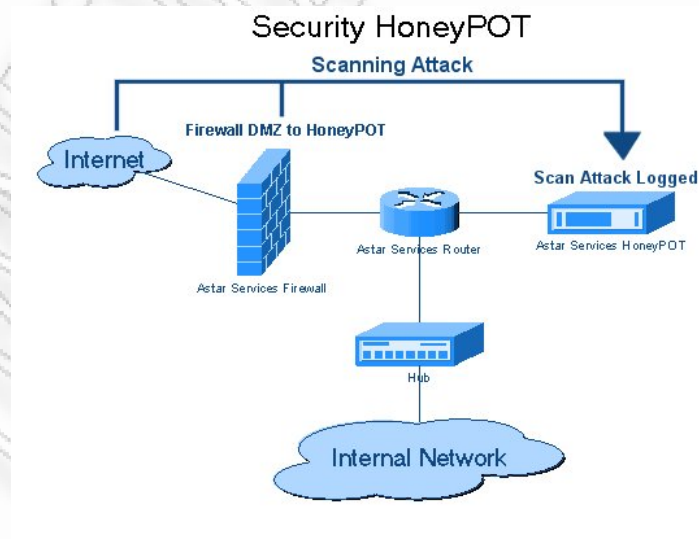 Security HoneyPOT
Scanning Attack
Firewall DMZ to HoneyPOT
Internet
Scan Attack Logged
Astar Services Router
Astar Services HoneyPOT
Astar Services Firewall
Hub
Internal Network